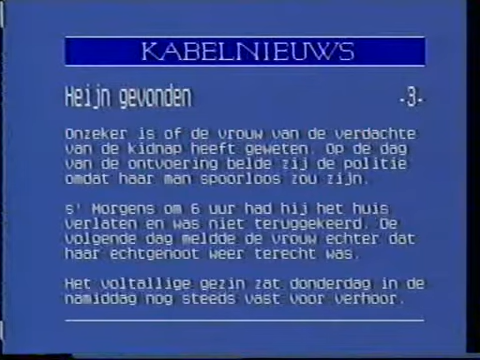 KABELNIEUWS
Heijn gevonden -3-
Onzeker is of de vrouw van de verdachte
van de kidnap heeft geweten. Op de dag
van de ontvoering belde zij de politie
omdat haar man spoorloos zou zijn.
s' Morgens om 6 uur had hij het huis
verlaten en was niet teruggekeerd. De
volgende dag meldde de vrouw echter dat
haar echtgenoot weer terecht was.
Het voltallige gezin zat donderdag in de
namiddag nog steeds vast voor verhoor.